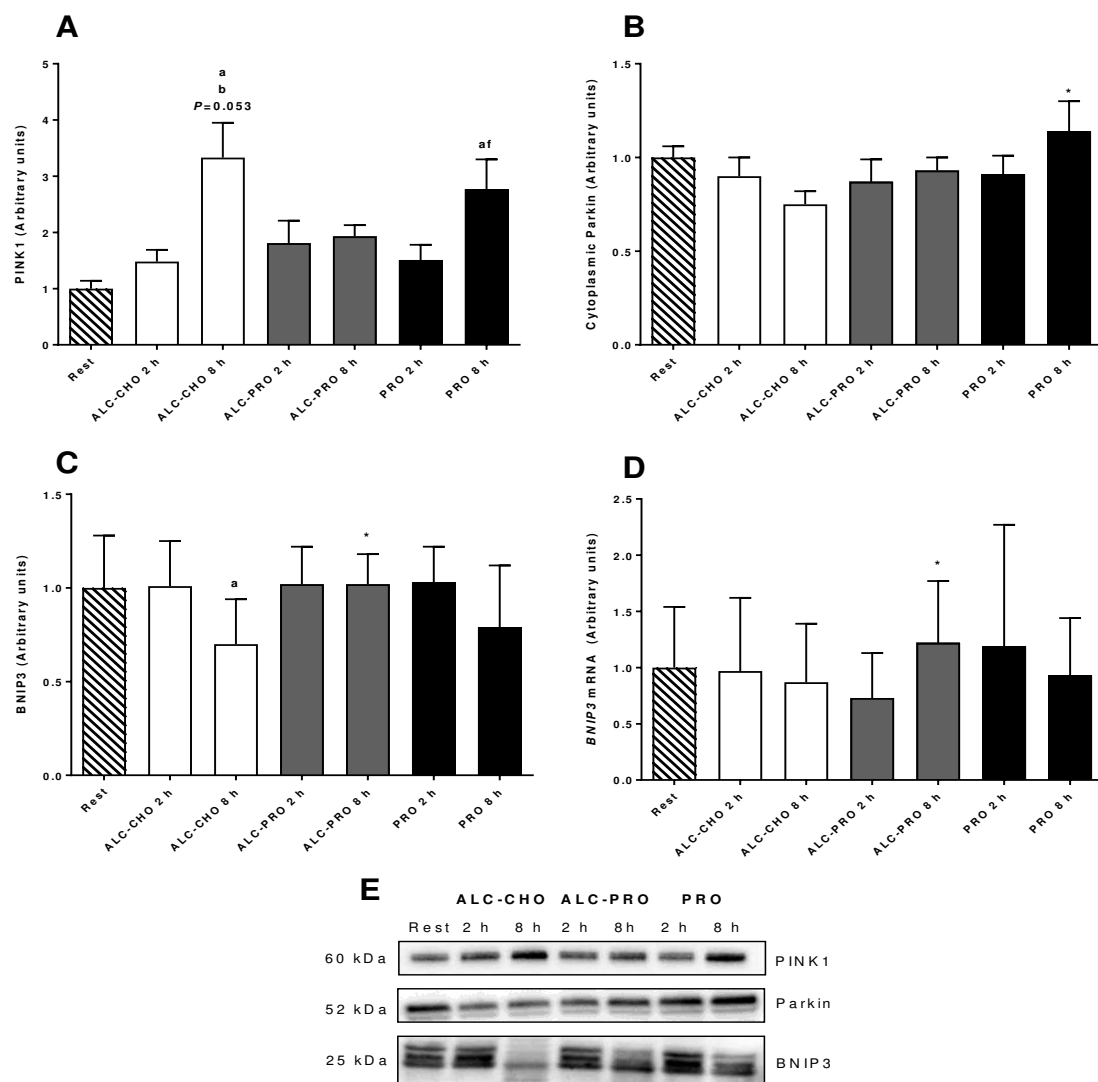 A
PINK1 (Arbitrary units)
5
4
3
2
1
0
a
b
P=0.053
af
Rest
ALC-CHO 2 h
ALC-CHO 8 h
ALC-PRO 2 h
ALC-PRO 8 h
PRO 2 h
PRO 8 h
B
Cytoplasmic Parkin (Arbitrary units)
1.5
1.0
0.5
0.0
*
Rest
ALC-CHO 2 h
ALC-CHO 8 h
ALC-PRO 2 h
ALC-PRO 8 h
PRO 2 h
PRO 8 h
C
BNIP3 (Arbitrary units)
1.5
1.0
0.5
0.0
a
*
Rest
ALC-CHO 2 h
ALC-CHO 8 h
ALC-PRO 2 h
ALC-PRO 8 h
PRO 2 h
PRO 8 h
D
BNIP3 mRNA (Arbitrary units)
2.5
2.0
1.5
1.0
0.5
0.0
*
Rest
ALC-CHO 2 h
ALC-CHO 8 h
ALC-PRO 2 h
ALC-PRO 8 h
PRO 2 h
PRO 8 h
E
ALC-CHO ALC-PRO PRO
Rest 2 h 8 h 2 h 8h 2 h 8 h
60 kDa PINK1
52 kDa Parkin
25 kDa BNIP3